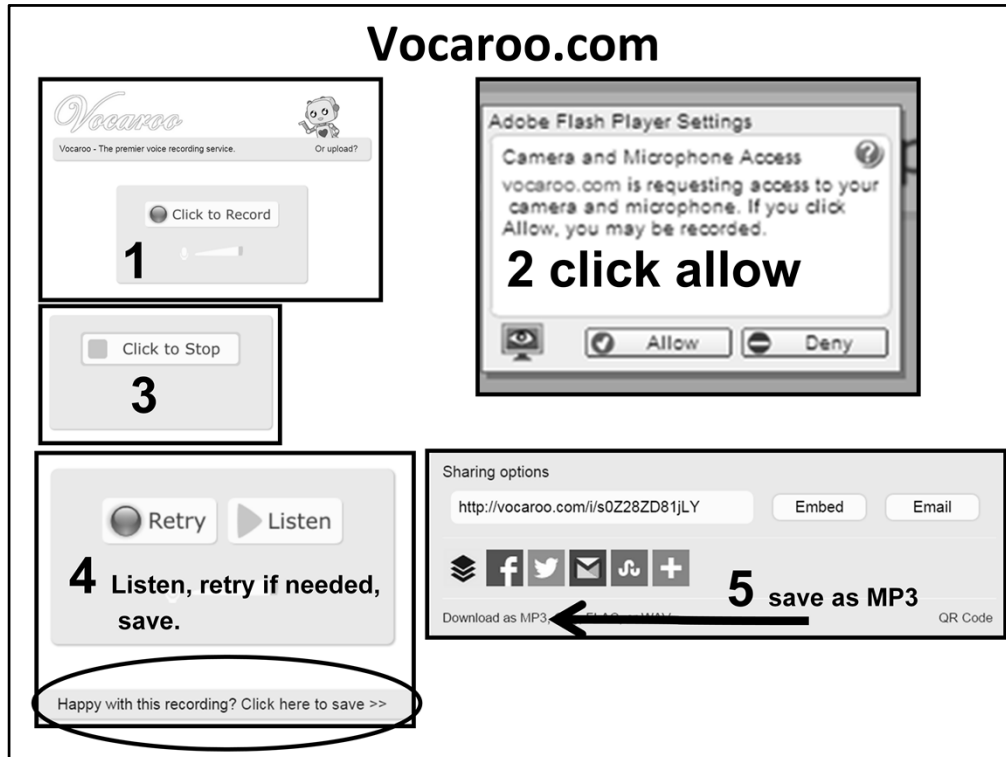 Vocaroo.com
Vocaroo
Vocaroo - The premier voice recording service.
Or upload?
Click to Record
1
Adobe Flash Player Settings
Camera and Microphone Access
vocaroo.com is requesting access to your
camera and microphone. If you click
Allow, you may be recorded.
2 click allow
Allow
Deny
Click to Stop
3
Retry
Listen
4 Listen, retry if needed,
save.
Happy with this recording? Click here to save >>
Sharing options
http://vocaroo.com/i/s0Z28ZD81jLY
Embed
Email
5 save as MP3
Download as MP3,
QR Code